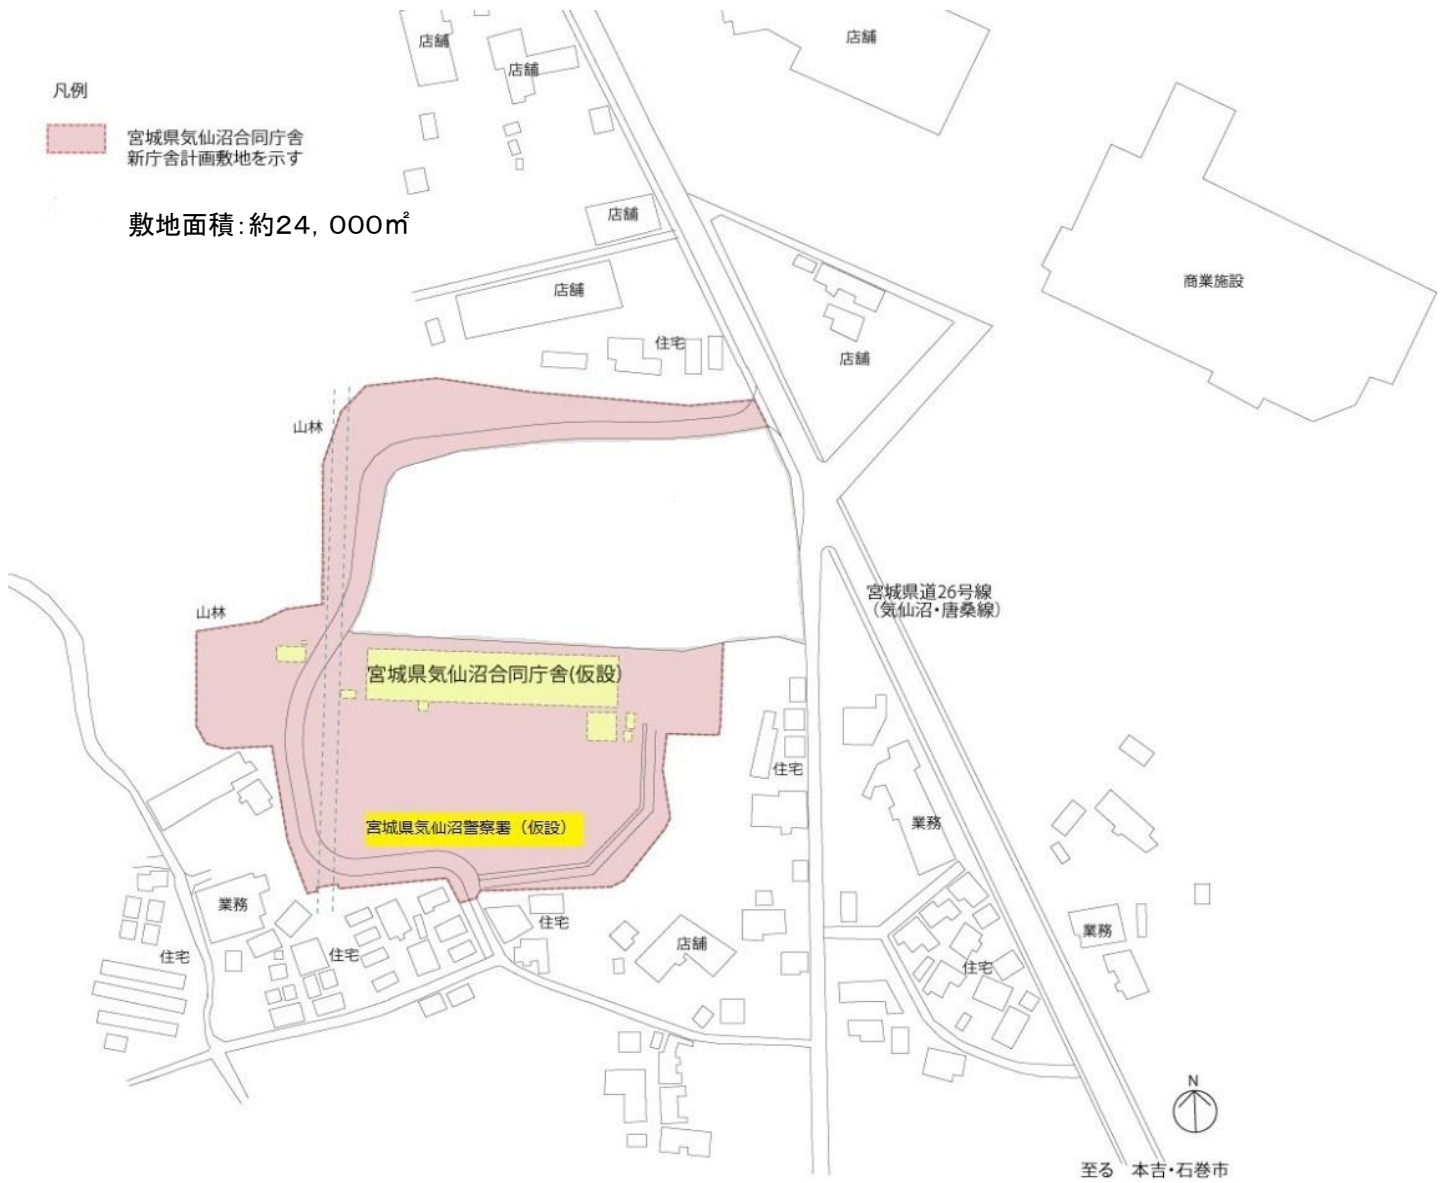 店舗
店舗
店舗
凡例
宮城県気仙沼合同庁舎
新庁舎計画敷地を示す
敷地面積:約24,000㎡
店舗
店舗
商業施設
住宅
店舗
山林
宮城県道26号線
(気仙沼・唐桑線)
山林
宮城県気仙沼合同庁舎(仮設)
住宅
宮城県気仙沼警察署(仮設)
業務
業務
住宅
店舗
業務
住宅
住宅
住宅
N
至る 本吉・石巻市